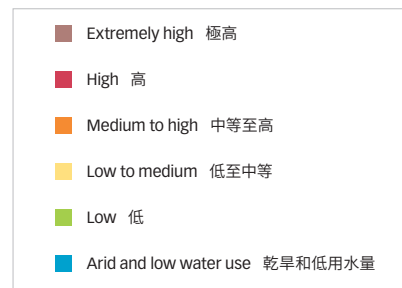 Extremely high 極高
High 高
Medium to high 中等至高
Low to medium 低至中等
Low 低
Arid and low water use 乾旱和低用水量